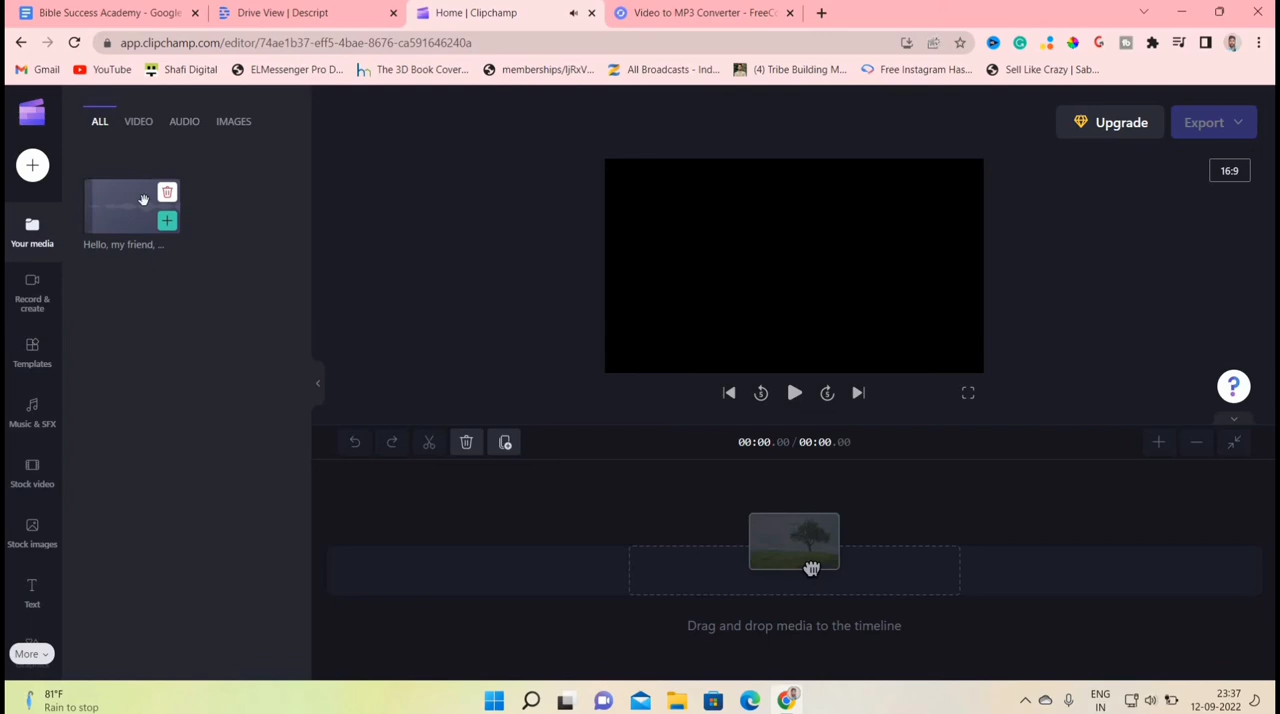 Bible Success Academy - Google
Drive View | Descript
Home | Clipchamp
Video to MP3 Converter - FreeCo
app.clipchamp.com/editor/74ae1b37-eff5-4bae-8676-ca591646240a
Gmail
YouTube
Shafi Digital
ELMessenger Pro D...
The 3D Book Cover...
memberships/IjRxV...
All Broadcasts - Ind...
(4) Tribe Building M...
Free Instagram Has...
Sell Like Crazy | Sab...
ALL
VIDEO
AUDIO
IMAGES
Upgrade
Export
16:9
Hello, my friend, ...
Your media
Record &
create
Templates
Music & SFX
Stock video
Stock images
Text
More
5
5
?
00:00.00 / 00:00.00
Drag and drop media to the timeline
81°F
Rain to stop
ENG
IN
23:37
12-09-2022